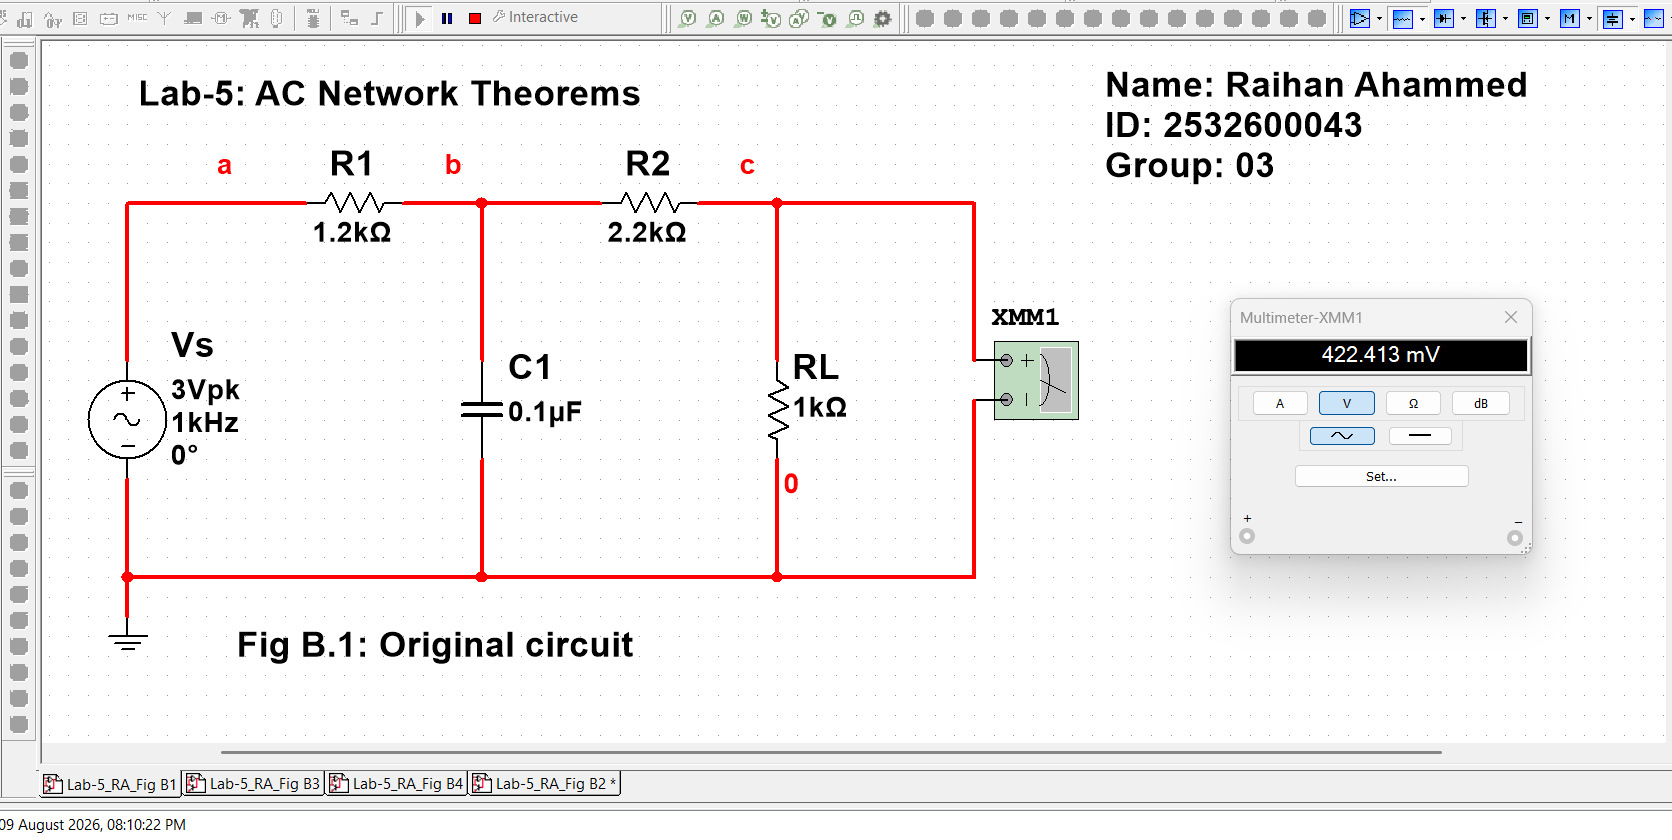 MISC
Interactive
Lab-5: AC Network Theorems
Name: Raihan Ahammed
ID: 2532600043
Group: 03
a
R1
b
R2
c
1.2kΩ
2.2kΩ
Vs
3Vpk
1kHz
0°
C1
0.1µF
RL
1kΩ
0
XMM1
Multimeter-XMM1
422.413 mV
A V Ω dB
Set...
Fig B.1: Original circuit
Lab-5_RA_Fig B1 Lab-5_RA_Fig B3 Lab-5_RA_Fig B4 Lab-5_RA_Fig B2 *
09 August 2026, 08:10:22 PM